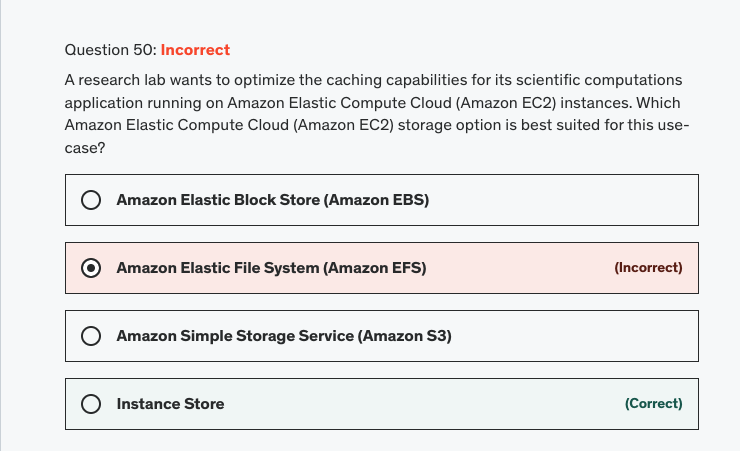 Question 50: Incorrect
A research lab wants to optimize the caching capabilities for its scientific computations
application running on Amazon Elastic Compute Cloud (Amazon EC2) instances. Which
Amazon Elastic Compute Cloud (Amazon EC2) storage option is best suited for this use-
case?
Amazon Elastic Block Store (Amazon EBS)
Amazon Elastic File System (Amazon EFS) (Incorrect)
Amazon Simple Storage Service (Amazon S3)
Instance Store (Correct)